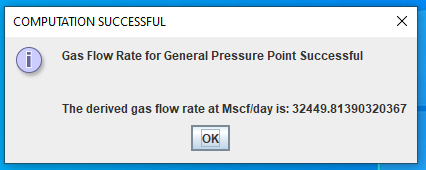 COMPUTATION SUCCESSFUL
Gas Flow Rate for General Pressure Point Successful
The derived gas flow rate at Mscf/day is: 32449.81390320367
OK